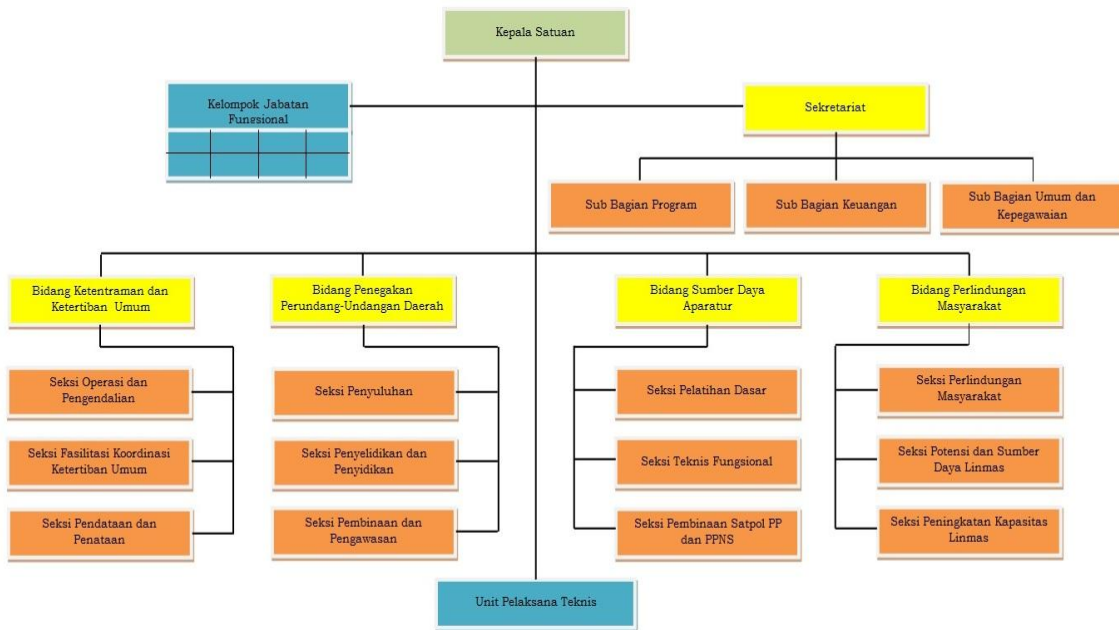 Kepala Satuan
Kelompok Jabatan
Fungsional
Sekretariat
Sub Bagian Program
Sub Bagian Keuangan
Sub Bagian Umum dan
Kepegawaian
Bidang Ketentraman dan
Ketertiban Umum
Bidang Penegakan
Perundang-Undangan Daerah
Bidang Sumber Daya
Aparatur
Bidang Perlindungan
Masyarakat
Seksi Operasi dan
Pengendalian
Seksi Penyuluhan
Seksi Pelatihan Dasar
Seksi Perlindungan
Masyarakat
Seksi Fasilitasi Koordinasi
Ketertiban Umum
Seksi Penyelidikan dan
Penyidikan
Seksi Teknis Fungsional
Seksi Potensi dan Sumber
Daya Linmas
Seksi Pendataan dan
Penataan
Seksi Pembinaan dan
Pengawasan
Seksi Pembinaan Satpol PP
dan PPNS
Seksi Peningkatan Kapasitas
Linmas
Unit Pelaksana Teknis